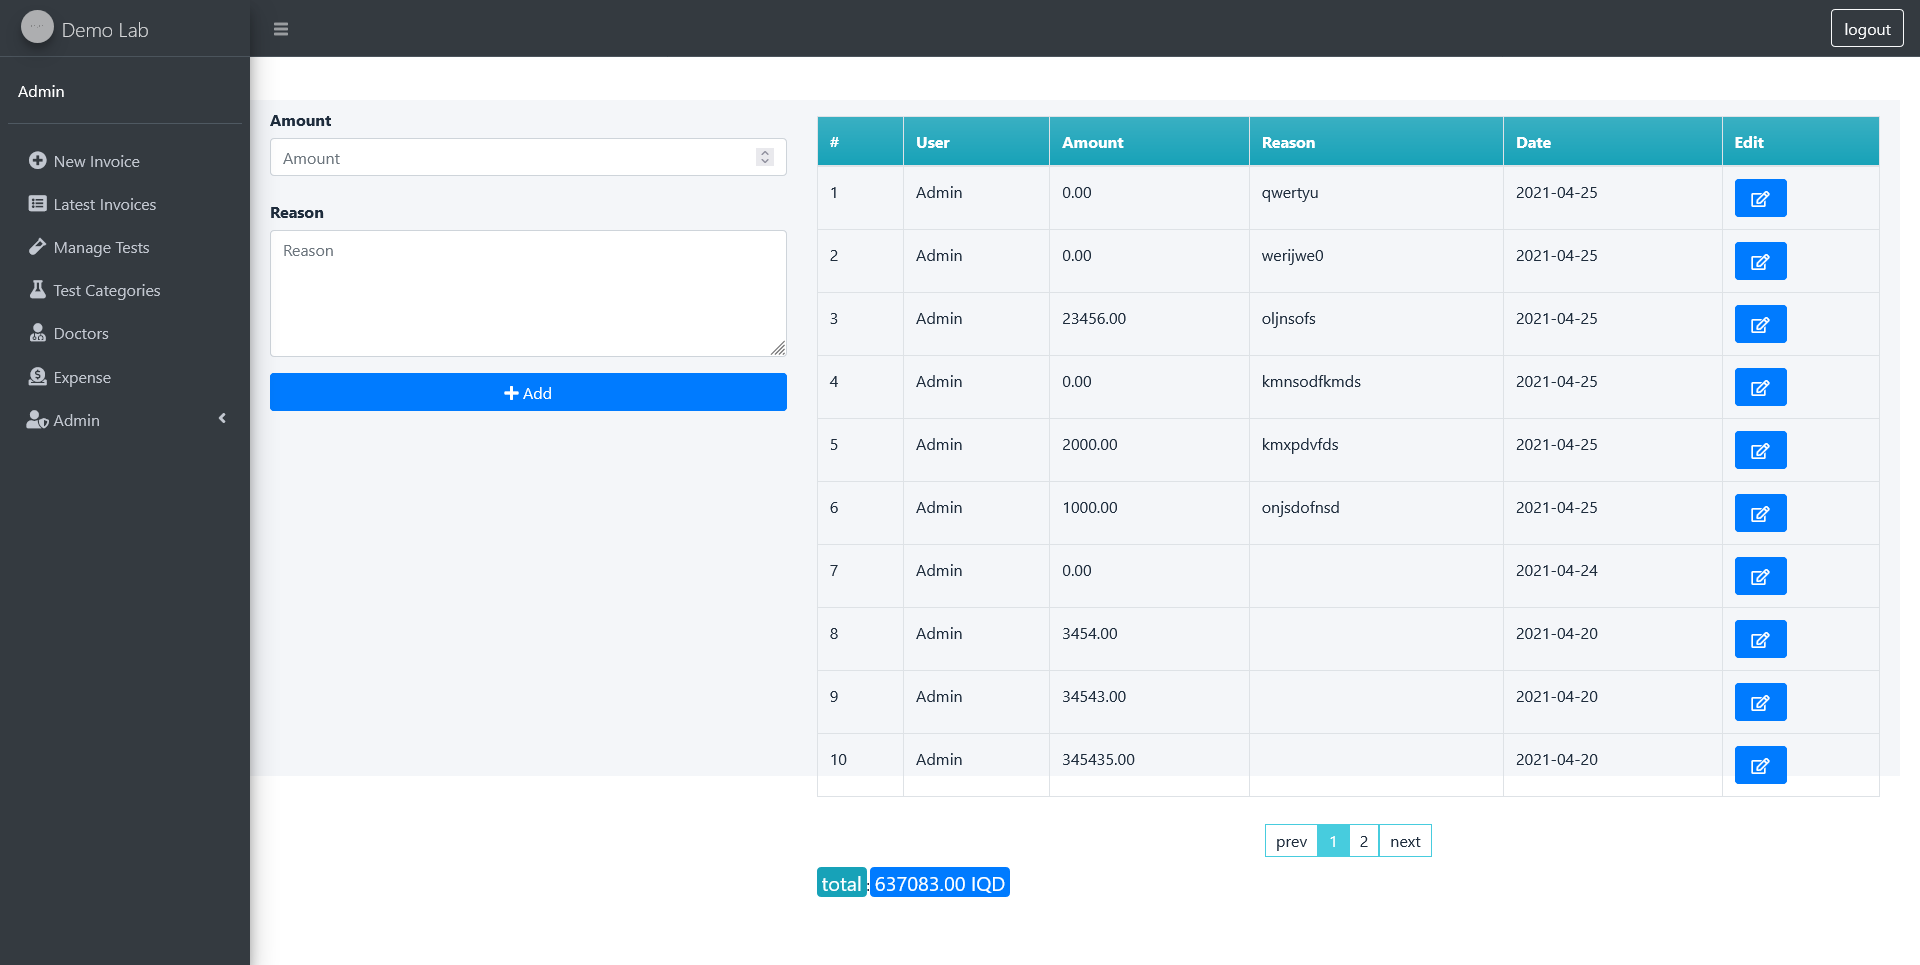 Demo Lab
logout
Admin
New Invoice
Latest Invoices
Manage Tests
Test Categories
Doctors
Expense
Admin
Amount
Amount
Reason
Reason
Add
# User Amount Reason Date Edit
1 Admin 0.00 qwertyu 2021-04-25
2 Admin 0.00 werijwe0 2021-04-25
3 Admin 23456.00 oljnsofs 2021-04-25
4 Admin 0.00 kmnsodfkmds 2021-04-25
5 Admin 2000.00 kmxpdvfds 2021-04-25
6 Admin 1000.00 onjsdofnsd 2021-04-25
7 Admin 0.00 2021-04-24
8 Admin 3454.00 2021-04-20
9 Admin 34543.00 2021-04-20
10 Admin 345435.00 2021-04-20
prev 1 2 next
total : 637083.00 IQD